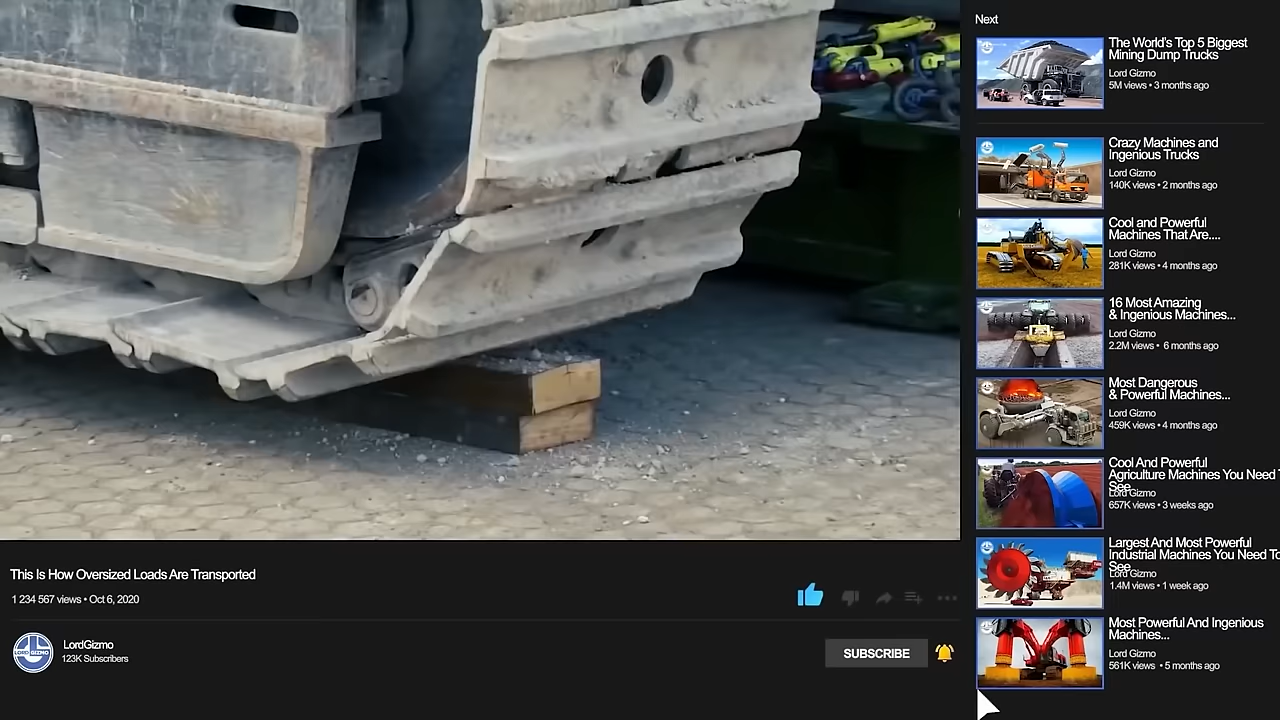 Next
The World's Top 5 Biggest
Mining Dump Trucks
Lord Gizmo
5M views • 3 months ago
Crazy Machines and
Ingenious Trucks
Lord Gizmo
140K views • 2 months ago
Cool and Powerful
Machines That Are....
Lord Gizmo
281K views • 4 months ago
16 Most Amazing
& Ingenious Machines...
Lord Gizmo
2.2M views • 6 months ago
Most Dangerous
& Powerful Machines...
Lord Gizmo
459K views • 4 months ago
Cool And Powerful
Agriculture Machines You Need
See
Lord Gizmo
657K views • 3 weeks ago
Largest And Most Powerful
Industrial Machines You Need To
See
Lord Gizmo
1.4M views • 1 week ago
Most Powerful And Ingenious
Machines...
Lord Gizmo
561K views • 5 months ago
This Is How Oversized Loads Are Transported
1 234 567 views • Oct 6, 2020
LORD GIZMO
LordGizmo
123K Subscribers
SUBSCRIBE